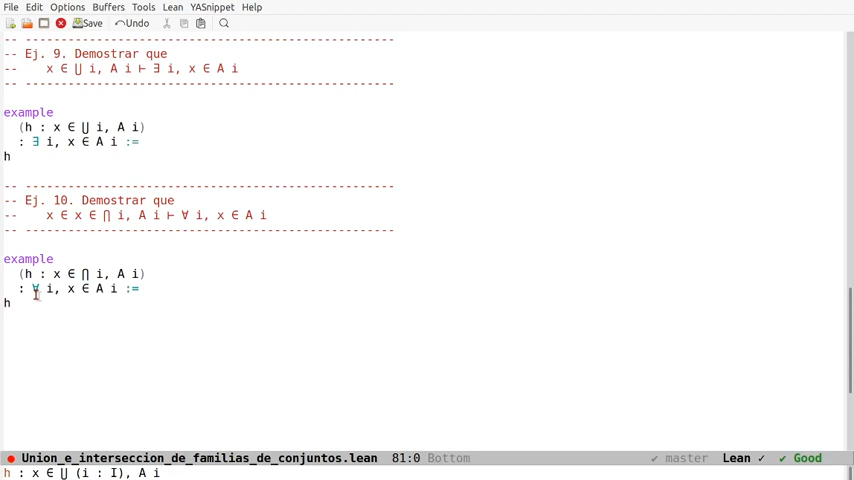 File Edit Options Buffers Tools Lean YASnippet Help
Save Undo
-- ---------------------------------------------------
-- Ej. 9. Demostrar que
--    x ∈ ⋃ i, A i ⊢ ∃ i, x ∈ A i
-- ---------------------------------------------------
example
  (h : x ∈ ⋃ i, A i)
  : ∃ i, x ∈ A i :=
h
-- ---------------------------------------------------
-- Ej. 10. Demostrar que
--    x ∈ x ∈ ⋂ i, A i ⊢ ∀ i, x ∈ A i
-- ---------------------------------------------------
example
  (h : x ∈ ⋂ i, A i)
  : ∀ i, x ∈ A i :=
h
Union_e_interseccion_de_familias_de_conjuntos.lean 81:0 Bottom ✔ master Lean ✓ ✔ Good
h : x ∈ ⋃ (i : I), A i